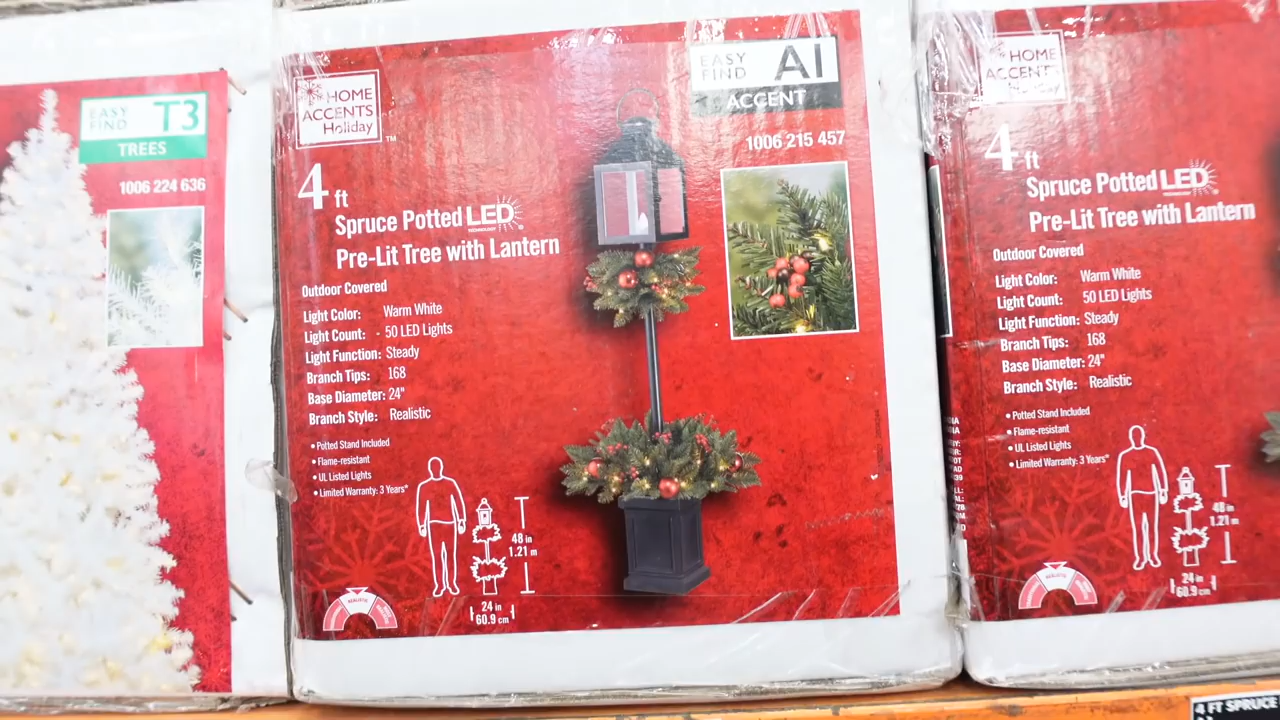 EASY
FIND
T3
TREES
1006 224 636
HOME
ACCENTS
Holiday
TM
EASY
FIND
A1
ACCENT
1006 215 457
4 ft
Spruce Potted LED
TECHNOLOGY
Pre-Lit Tree with Lantern
Outdoor Covered
Light Color: Warm White
Light Count: - 50 LED Lights
Light Function: Steady
Branch Tips: 168
Base Diameter: 24"
Branch Style: Realistic
• Potted Stand Included
• Flame-resistant
• UL Listed Lights
• Limited Warranty: 3 Years*
48 in
1.21 m
24 in
60.9 cm
REALISTIC
HOME
ACCENTS
Holiday
4 ft
Spruce Potted LED
Pre-Lit Tree with Lantern
Outdoor Covered
Light Color: Warm White
Light Count: 50 LED Lights
Light Function: Steady
Branch Tips: 168
Base Diameter: 24"
Branch Style: Realistic
• Potted Stand Included
• Flame-resistant
• UL Listed Lights
• Limited Warranty: 3 Years*
48 in
1.21 m
24 in
60.9 cm
4 FT SPRUCE